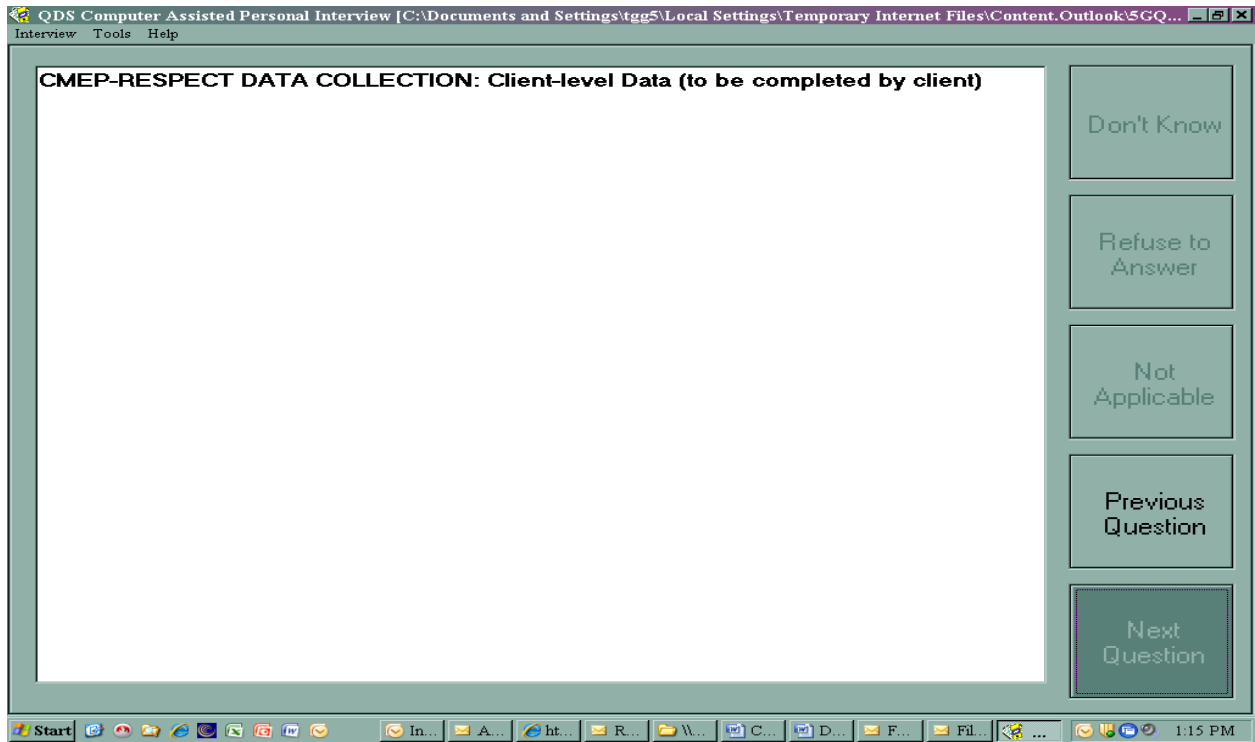 QDS Computer Assisted Personal Interview [C:\Documents and Settings\tgg5\Local Settings\Temporary Internet Files\Content.Outlook\5GQ...
Interview Tools Help
CMEP-RESPECT DATA COLLECTION: Client-level Data (to be completed by client)
Don't Know
Refuse to
Answer
Not
Applicable
Previous
Question
Next
Question
Start In... A... ht... R... \\... C... D... F... Fil... ... 1:15 PM